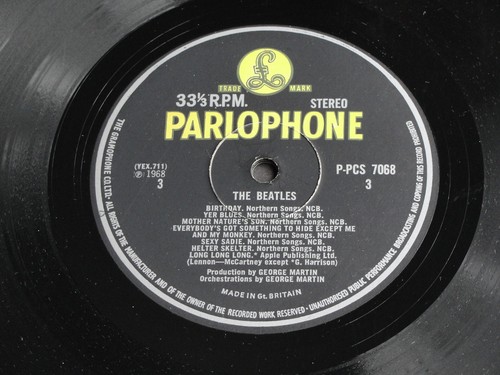 TRADE MARK
33⅓ R.P.M.
STEREO
PARLOPHONE
(YEX.711)
℗ 1968
3
P-PCS 7068
3
THE BEATLES
BIRTHDAY. Northern Songs. NCB.
YER BLUES. Northern Songs. NCB.
MOTHER NATURE'S SON. Northern Songs. NCB.
EVERYBODY'S GOT SOMETHING TO HIDE EXCEPT ME
AND MY MONKEY. Northern Songs. NCB.
SEXY SADIE. Northern Songs. NCB.
HELTER SKELTER. Northern Songs. NCB.
LONG LONG LONG.* Apple Publishing Ltd.
(Lennon—McCartney except *G. Harrison)
Production by GEORGE MARTIN
Orchestrations by GEORGE MARTIN
MADE IN Gt. BRITAIN
THE GRAMOPHONE CO. LTD. · ALL RIGHTS OF THE MANUFACTURER AND OF THE OWNER OF THE RECORDED WORK RESERVED · UNAUTHORISED PUBLIC PERFORMANCE BROADCASTING AND COPYING OF THIS RECORD PROHIBITED